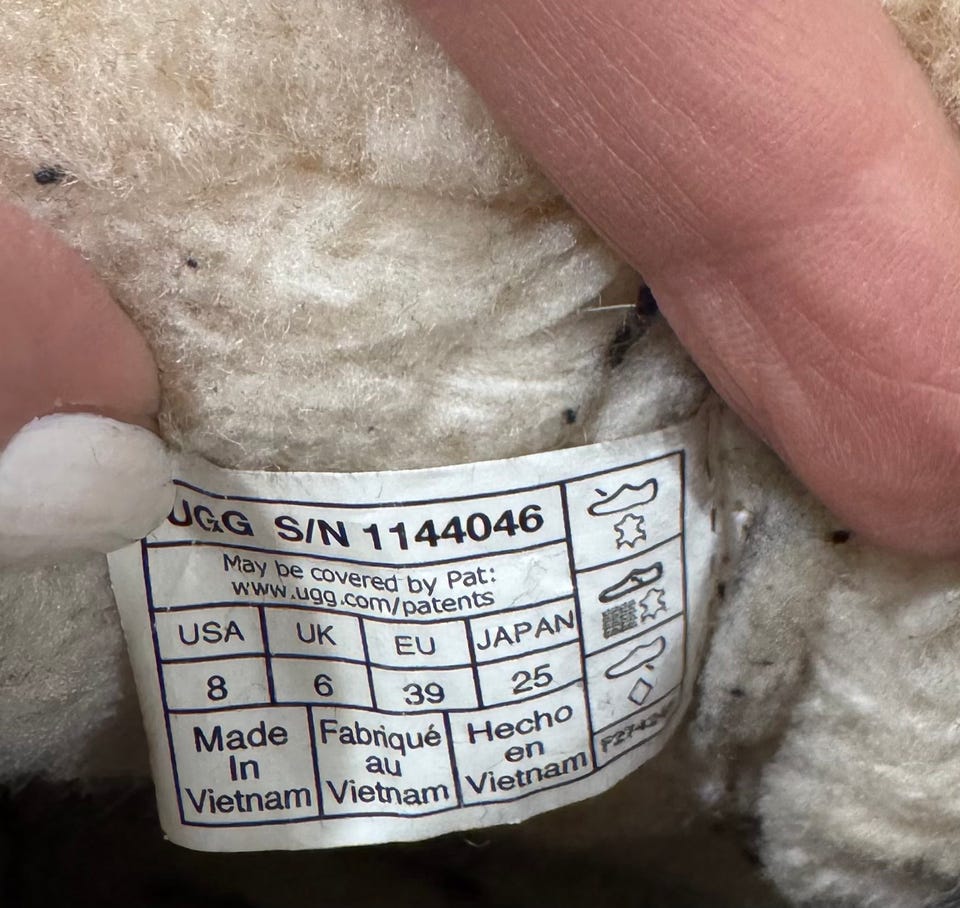 UGG S/N 1144046
May be covered by Pat:
www.ugg.com/patents
USA UK EU JAPAN
8 6 39 25
Made In Vietnam
Fabriqué au Vietnam
Hecho en Vietnam